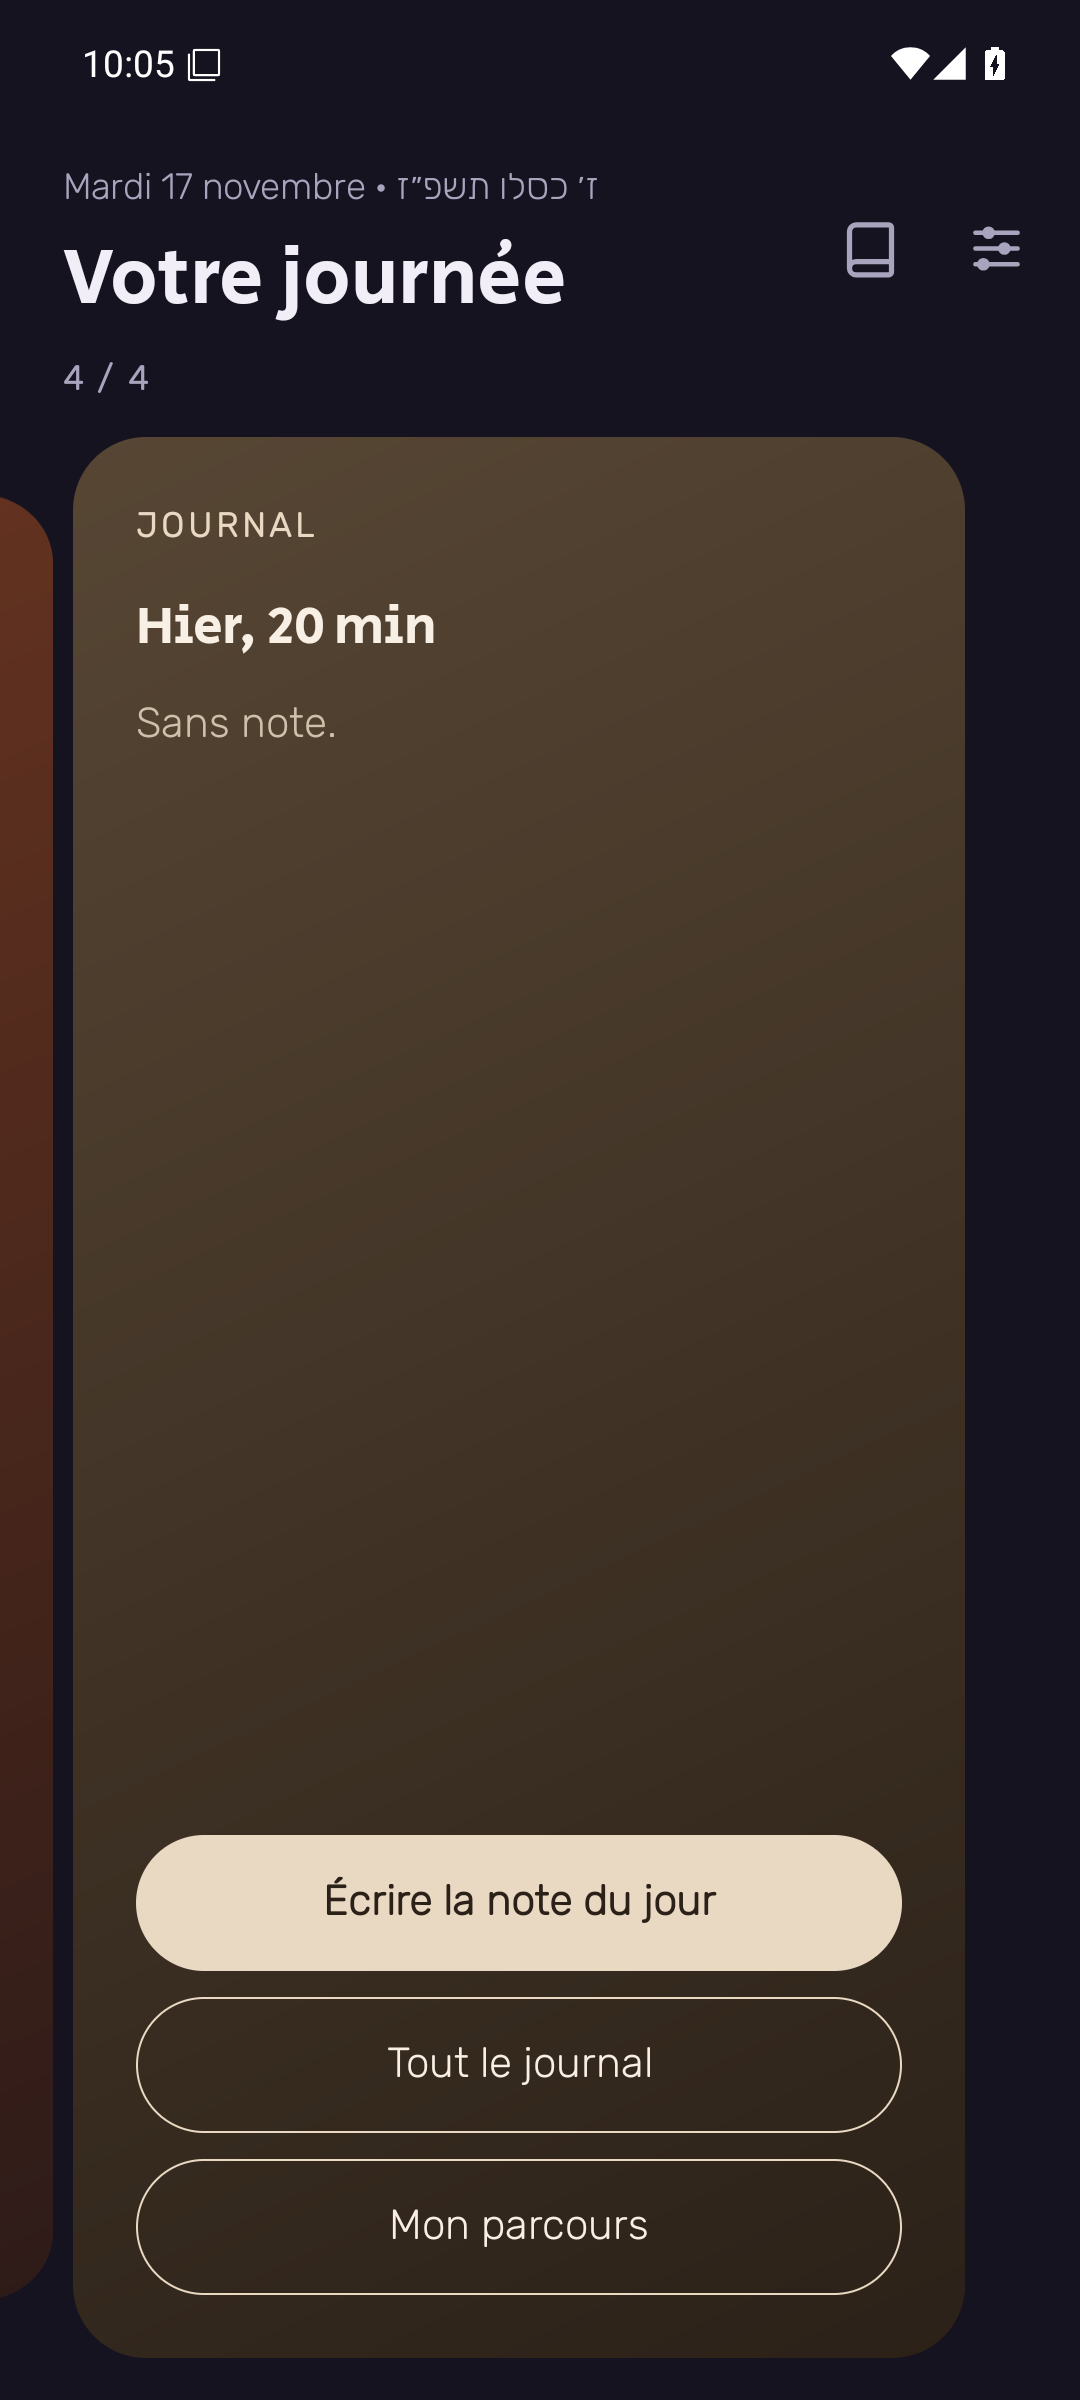 10:05
Mardi 17 novembre • ז׳ כסלו תשפ״ז
Votre journée
4 / 4
JOURNAL
Hier, 20 min
Sans note.
Écrire la note du jour
Tout le journal
Mon parcours